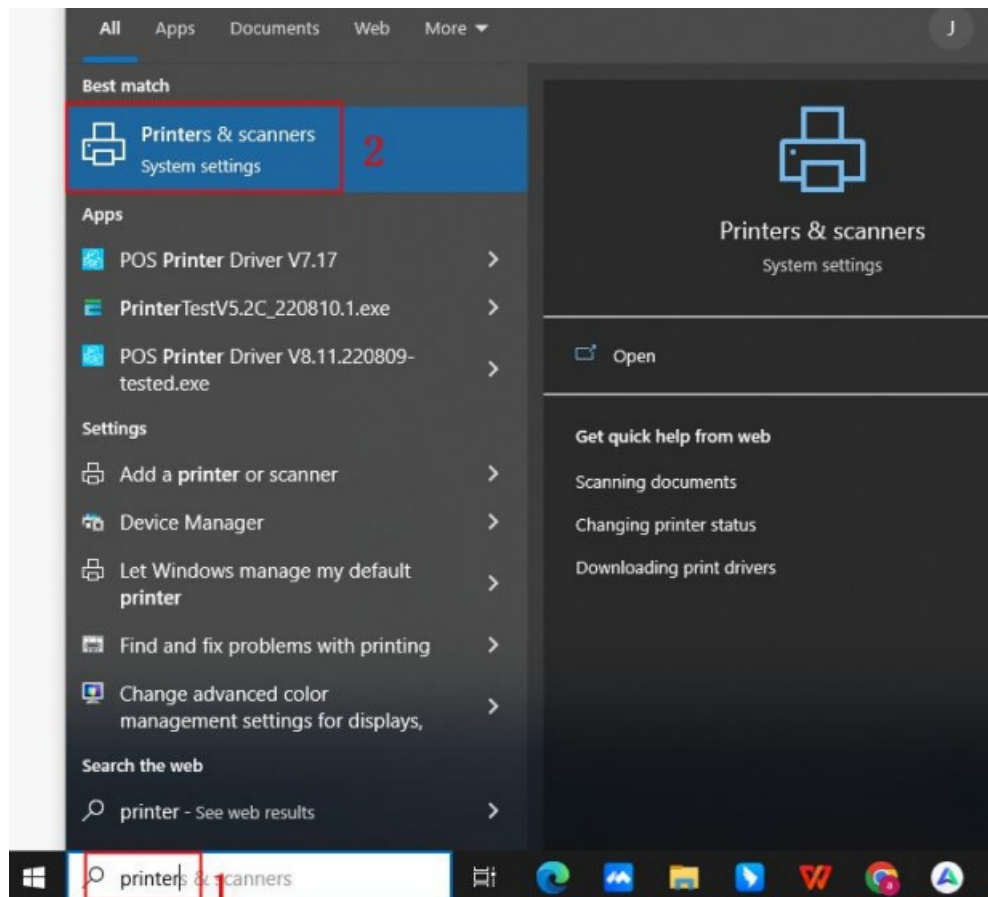 All Apps Documents Web More
J
Best match
Printers & scanners
System settings
2
Apps
POS Printer Driver V7.17
PrinterTestV5.2C_220810.1.exe
POS Printer Driver V8.11.220809-
tested.exe
Settings
Add a printer or scanner
Device Manager
Let Windows manage my default
printer
Find and fix problems with printing
Change advanced color
management settings for displays,
Search the web
printer - See web results
printers & scanners
1
Printers & scanners
System settings
Open
Get quick help from web
Scanning documents
Changing printer status
Downloading print drivers